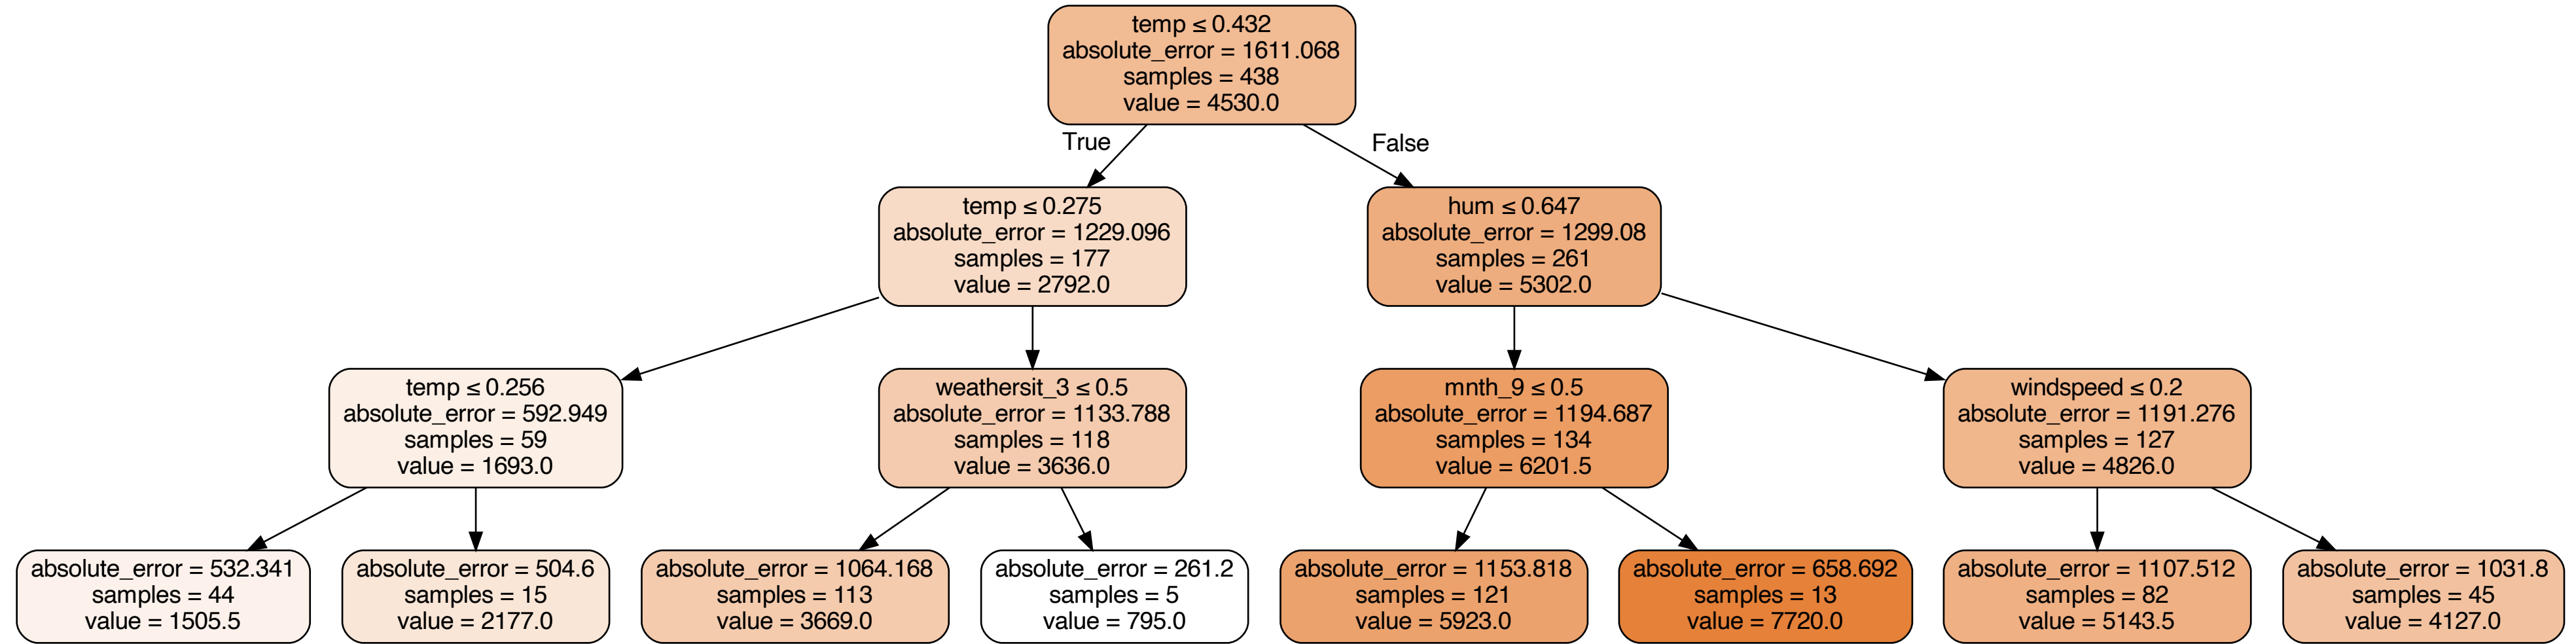 temp ≤ 0.432
absolute_error = 1611.068
samples = 438
value = 4530.0
True
False
temp ≤ 0.275
absolute_error = 1229.096
samples = 177
value = 2792.0
hum ≤ 0.647
absolute_error = 1299.08
samples = 261
value = 5302.0
temp ≤ 0.256
absolute_error = 592.949
samples = 59
value = 1693.0
weathersit_3 ≤ 0.5
absolute_error = 1133.788
samples = 118
value = 3636.0
mnth_9 ≤ 0.5
absolute_error = 1194.687
samples = 134
value = 6201.5
windspeed ≤ 0.2
absolute_error = 1191.276
samples = 127
value = 4826.0
absolute_error = 532.341
samples = 44
value = 1505.5
absolute_error = 504.6
samples = 15
value = 2177.0
absolute_error = 1064.168
samples = 113
value = 3669.0
absolute_error = 261.2
samples = 5
value = 795.0
absolute_error = 1153.818
samples = 121
value = 5923.0
absolute_error = 658.692
samples = 13
value = 7720.0
absolute_error = 1107.512
samples = 82
value = 5143.5
absolute_error = 1031.8
samples = 45
value = 4127.0